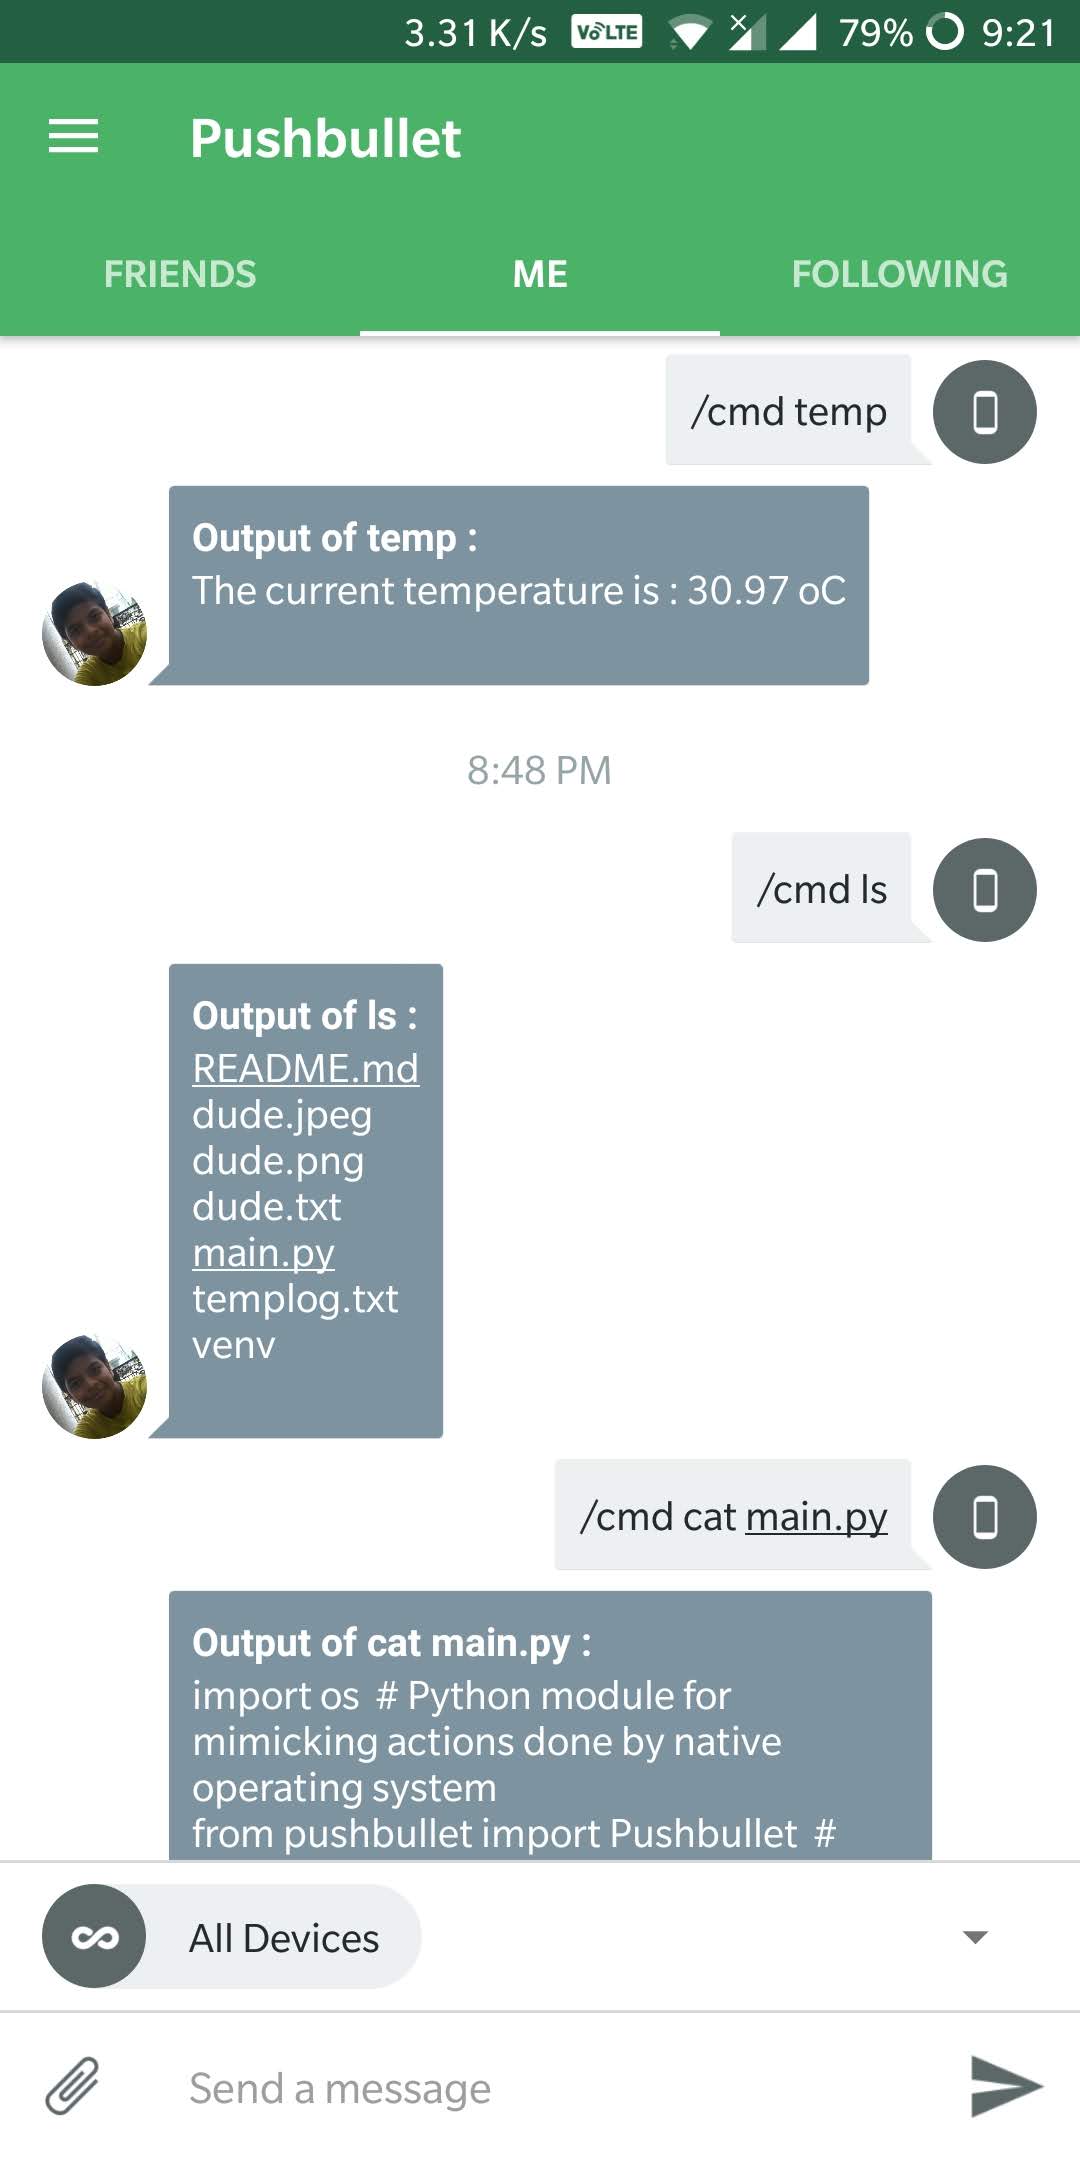 3.31 K/s VoLTE 79% 9:21
Pushbullet
FRIENDS ME FOLLOWING
/cmd temp
Output of temp :
The current temperature is : 30.97 oC
8:48 PM
/cmd ls
Output of ls :
README.md
dude.jpeg
dude.png
dude.txt
main.py
templog.txt
venv
/cmd cat main.py
Output of cat main.py :
import os  # Python module for
mimicking actions done by native
operating system
from pushbullet import Pushbullet  #
All Devices
Send a message